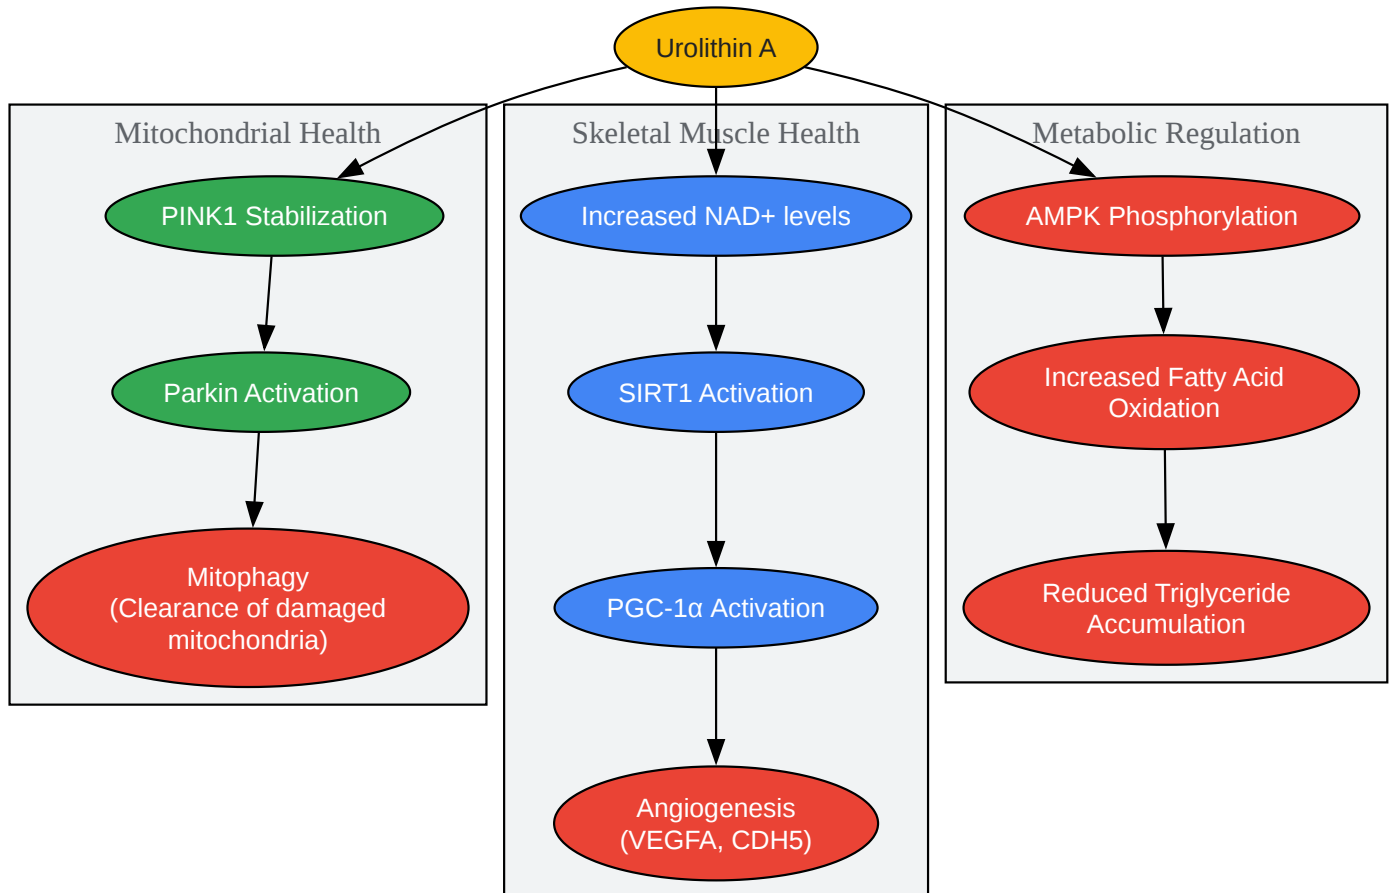 Urolithin A
Mitochondrial Health
PINK1 Stabilization
Parkin Activation
Mitophagy
(Clearance of damaged
mitochondria)
Skeletal Muscle Health
Increased NAD+ levels
SIRT1 Activation
PGC-1α Activation
Angiogenesis
(VEGFA, CDH5)
Metabolic Regulation
AMPK Phosphorylation
Increased Fatty Acid
Oxidation
Reduced Triglyceride
Accumulation